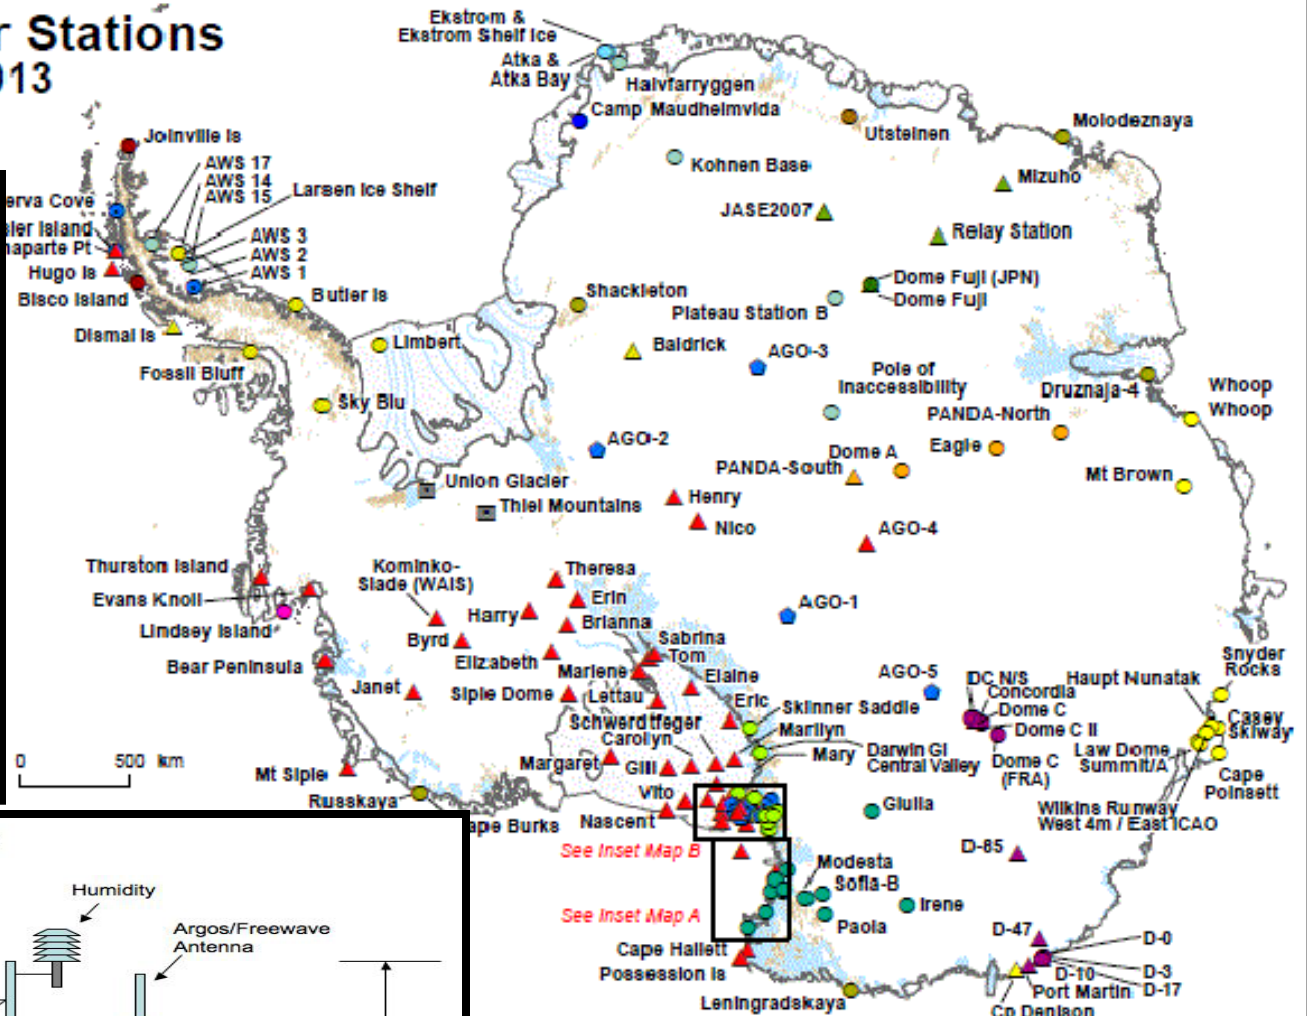 r Stations
013
Ekstrom &
Ekstrom Shelf Ice
Atka &
Atka Bay
Halvfarryggen
Camp Maudheimvida
Utsteinen
Molodeznaya
Joinville Is
AWS 17
AWS 14
AWS 15
Larsen Ice Shelf
Kohnen Base
Mizuho
erva Cove
JASE2007
sler Island
naparte Pt
AWS 3
AWS 2
AWS 1
Relay Station
Hugo Is
Bisco Island
Butler Is
Shackleton
Dome Fuji (JPN)
Dome Fuji
Plateau Station B
Dismal Is
Limbert
Baldrick
AGO-3
Fossil Bluff
Pole of
Inaccessibility
Druznaja-4
Whoop
Whoop
Sky Blu
PANDA-North
AGO-2
Dome A
Eagle
PANDA-South
Mt Brown
Union Glacier
Thiel Mountains
Henry
Nico
AGO-4
Thurston Island
Kominko-
Slade (WAIS)
Theresa
Evans Knoll
Erin
Harry
Brianna
AGO-1
Lindsey Island
Byrd
Sabrina
Tom
Elizabeth
Snyder
Rocks
Bear Peninsula
Marlene
Elaine
AGO-5
DC N/S
Haupt Nunatak
Janet
Siple Dome
Lettau
Eric
Concordia
Dome C
Skinner Saddle
Schwerdtfeger
Casey
Skiway
Carolyn
Marilyn
Dome C II
Mary
Darwin Gl
Central Valley
Law Dome
Summit/A
0 500 km
Margaret
Gill
Dome C
(FRA)
Cape
Poinsett
Mt Siple
Vito
Russkaya
Giulia
Wilkins Runway
West 4m / East ICAO
ape Burks
Nascent
See Inset Map B
D-85
Modesta
Sofia-B
Humidity
Irene
See Inset Map A
Paola
Argos/Freewave
Antenna
D-47
D-0
Cape Hallett
Possession Is
D-10
D-3
D-17
Port Martin
Leningradskaya
Cp Denison